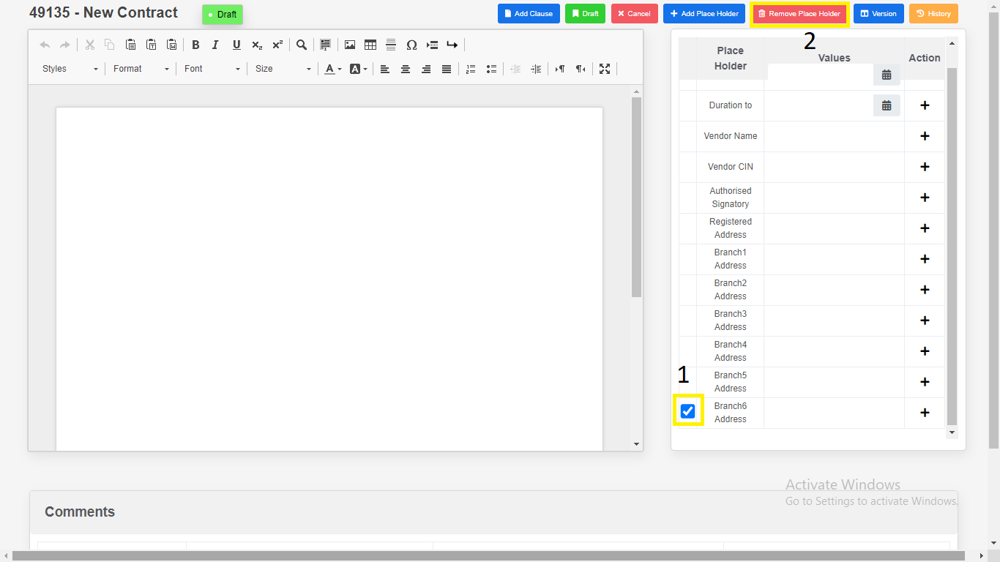 49135 - New Contract
Draft
Add Clause
Draft
Cancel
Add Place Holder
Remove Place Holder
Version
History
2
B I U x₂ x²
Styles
Format
Font
Size
A
A
Place
Holder
Values
Action
Duration to
Vendor Name
Vendor CIN
Authorised
Signatory
Registered
Address
Branch1
Address
Branch2
Address
Branch3
Address
Branch4
Address
1
Branch5
Address
Branch6
Address
Activate Windows
Go to Settings to activate Windows.
Comments